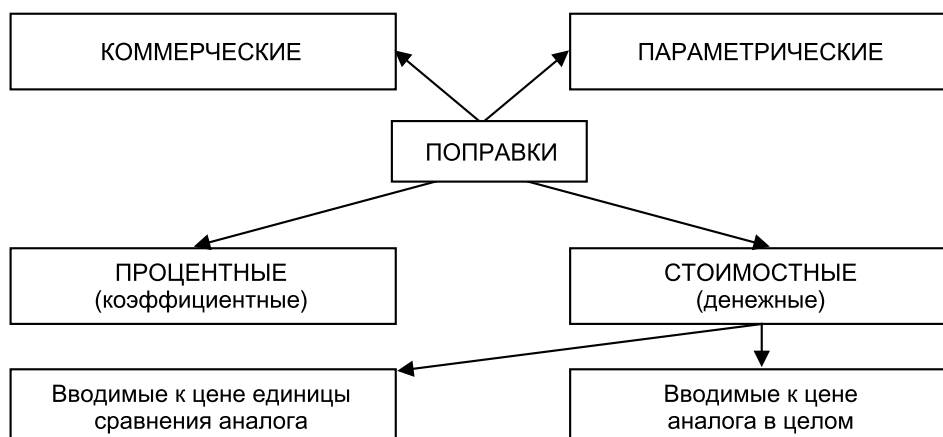 КОММЕРЧЕСКИЕ
ПАРАМЕТРИЧЕСКИЕ
ПОПРАВКИ
ПРОЦЕНТНЫЕ
(коэффициентные)
СТОИМОСТНЫЕ
(денежные)
Вводимые к цене единицы
сравнения аналога
Вводимые к цене
аналога в целом